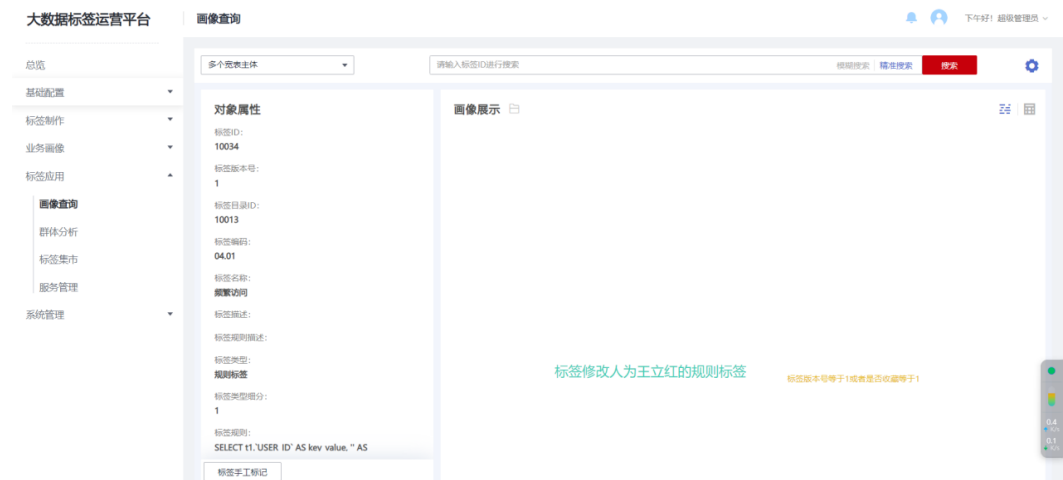 大数据标签运营平台
画像查询
下午好！超级管理员
总览
基础配置
标签制作
业务画像
标签应用
画像查询
群体分析
标签集市
服务管理
系统管理
多个宽表主体
请输入标签ID进行搜索
模糊搜索
精准搜索
搜索
对象属性
标签ID:
10034
标签版本号:
1
标签目录ID:
10013
标签编码:
04.01
标签名称:
频繁访问
标签描述:
标签规则描述:
标签类型:
规则标签
标签类型细分:
1
标签规则:
SELECT t1.`USER_ID` AS key_value, '' AS
标签手工标记
画像展示
标签修改人为王立红的规则标签
标签版本号等于1或者是否收藏等于1
0.4
0.1